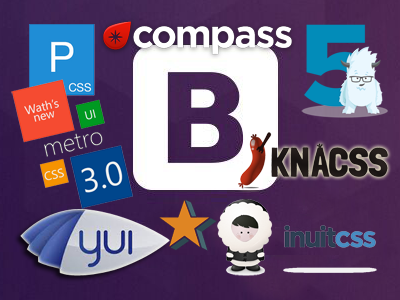 compass
P
CSS
5
Wath's
new
UI
metro
CSS
3.0
B
KNACSS
yui
inuitcss